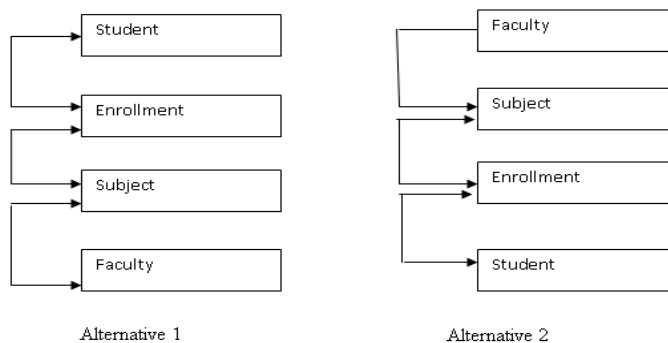 Student
Enrollment
Subject
Faculty
Alternative 1
Faculty
Subject
Enrollment
Student
Alternative 2